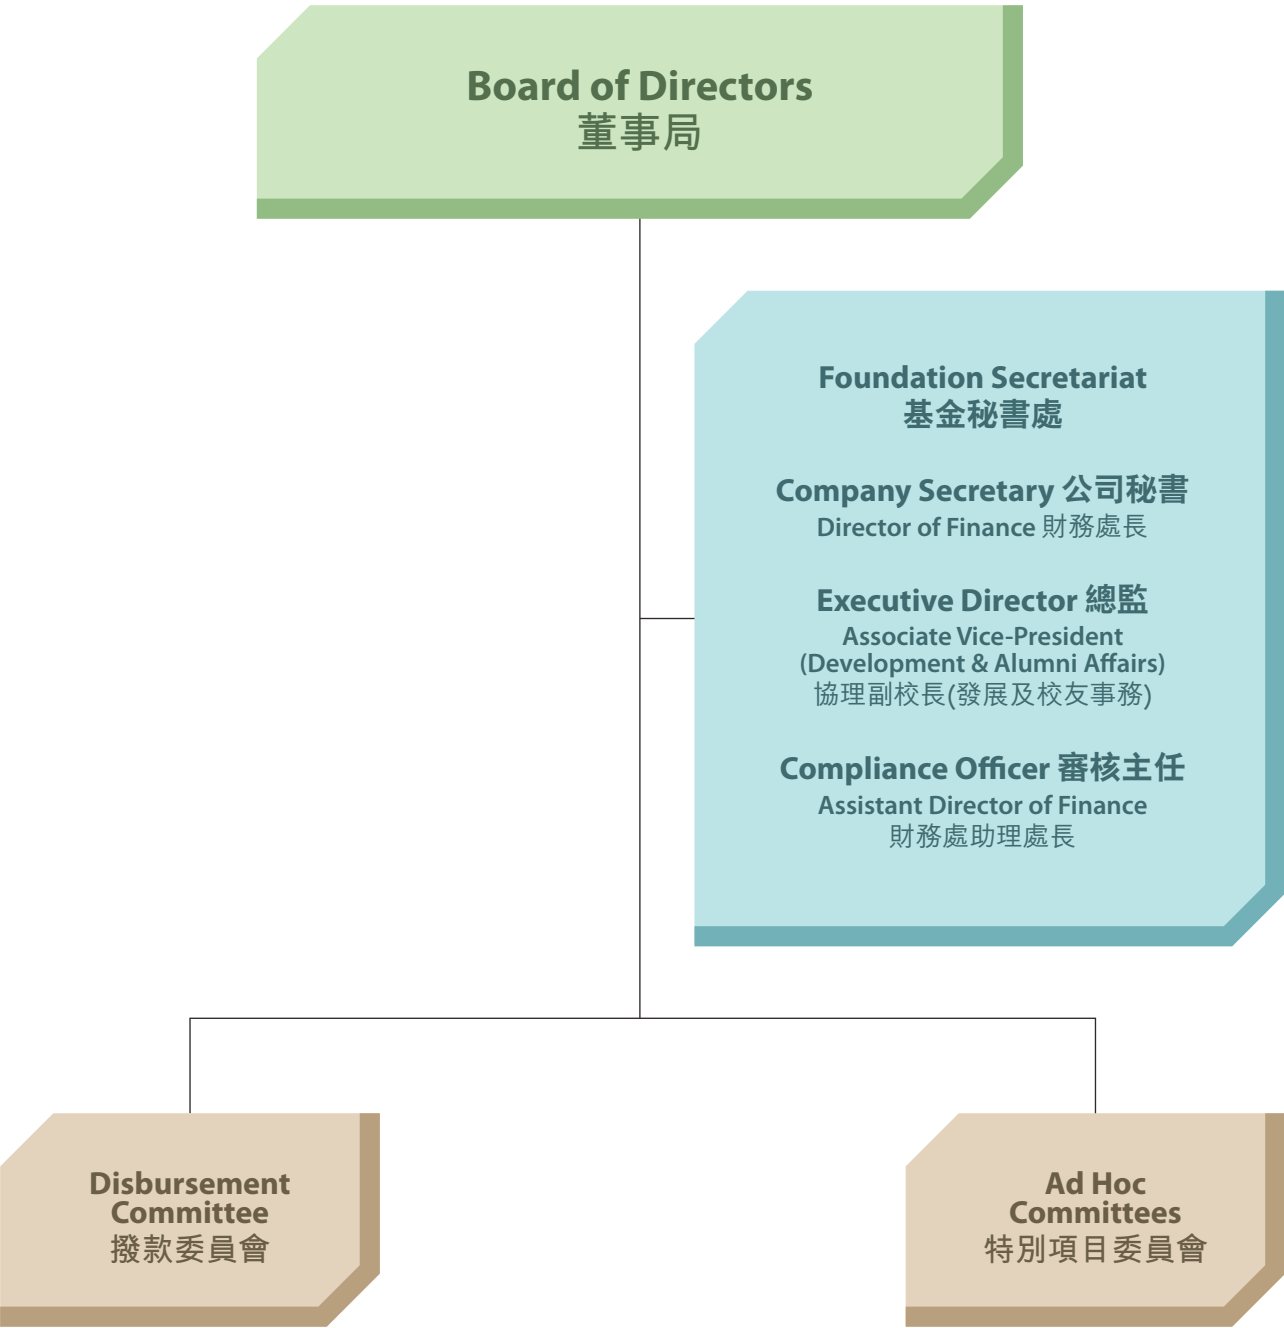 Board of Directors
董事局
Foundation Secretariat
基金秘書處
Company Secretary 公司秘書
Director of Finance 財務處長
Executive Director 總監
Associate Vice-President
(Development & Alumni Affairs)
協理副校長(發展及校友事務)
Compliance Officer 審核主任
Assistant Director of Finance
財務處助理處長
Disbursement
Committee
撥款委員會
Ad Hoc
Committees
特別項目委員會